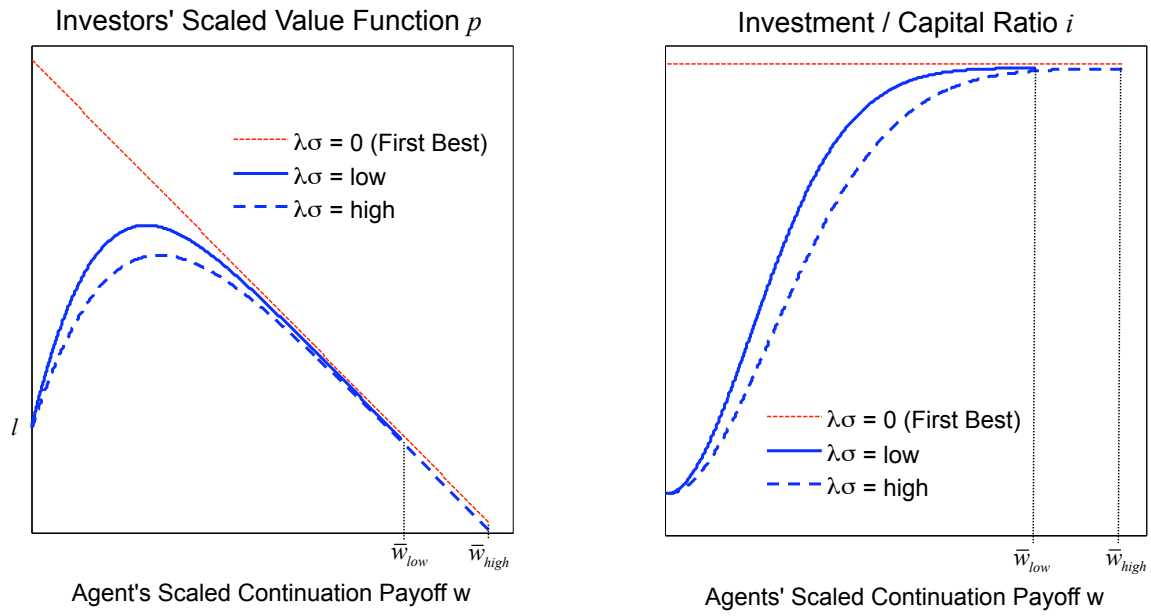 Investors' Scaled Value Function p
λσ = 0 (First Best)
λσ = low
λσ = high
l
w̅low
w̅high
Agent's Scaled Continuation Payoff w
Investment / Capital Ratio i
λσ = 0 (First Best)
λσ = low
λσ = high
w̅low
w̅high
Agents' Scaled Continuation Payoff w